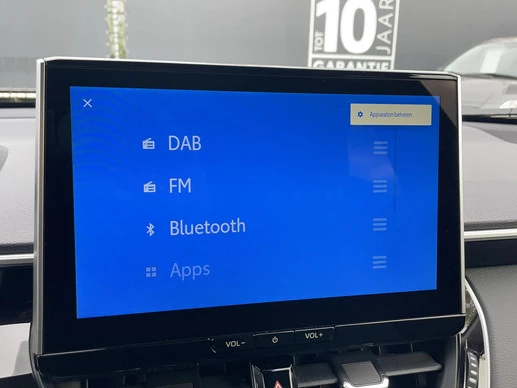 TOT
10
JAAR
GARANTIE
Apparaten beheren
DAB
FM
Bluetooth
Apps
VOL-
VOL+